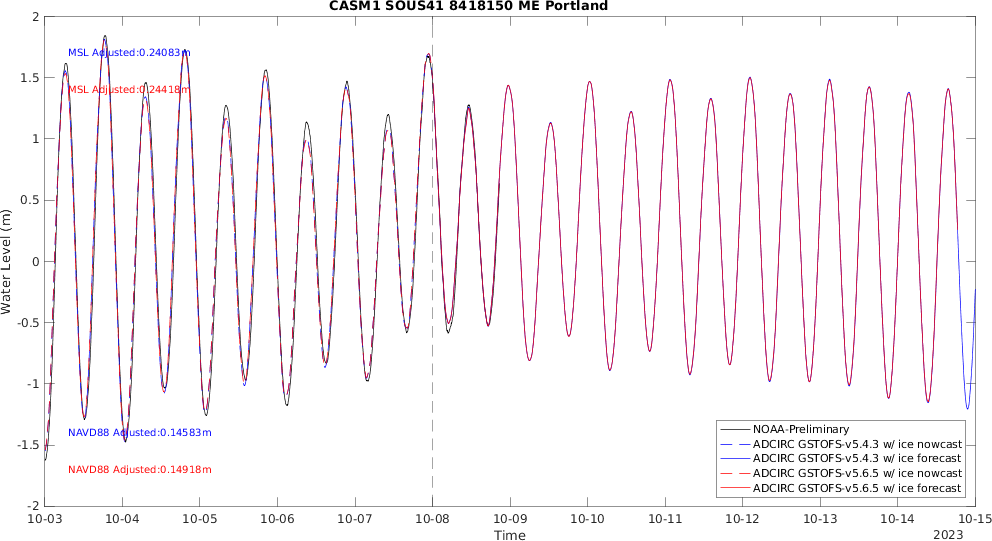 CASM1 SOUS41 8418150 ME Portland
2
1.5
1
0.5
0
-0.5
-1
-1.5
-2
Water Level (m)
MSL Adjusted:0.24083m
MSL Adjusted:0.24418m
NAVD88 Adjusted:0.14583m
NAVD88 Adjusted:0.14918m
NOAA-Preliminary
ADCIRC GSTOFS-v5.4.3 w/ ice nowcast
ADCIRC GSTOFS-v5.4.3 w/ ice forecast
ADCIRC GSTOFS-v5.6.5 w/ ice nowcast
ADCIRC GSTOFS-v5.6.5 w/ ice forecast
10-03 10-04 10-05 10-06 10-07 10-08 10-09 10-10 10-11 10-12 10-13 10-14 10-15
Time
2023